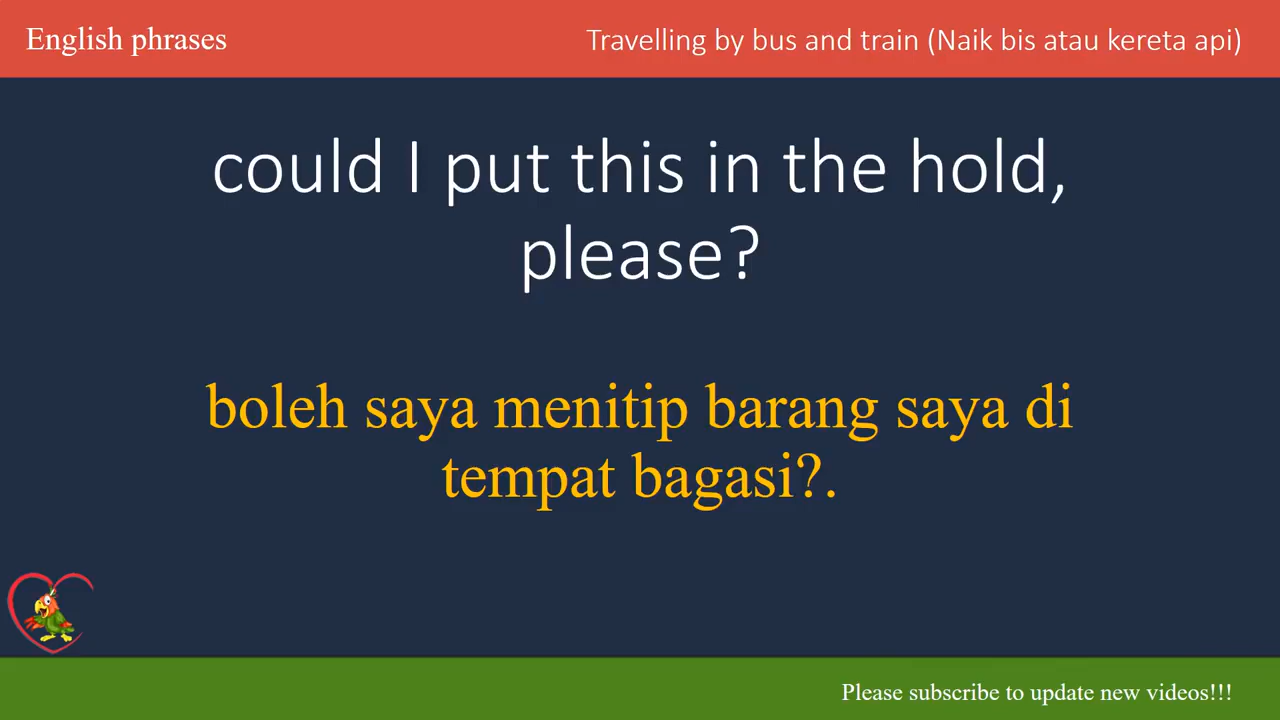 English phrases
Travelling by bus and train (Naik bis atau kereta api)
could I put this in the hold,
please?
boleh saya menitip barang saya di
tempat bagasi?.
Please subscribe to update new videos!!!